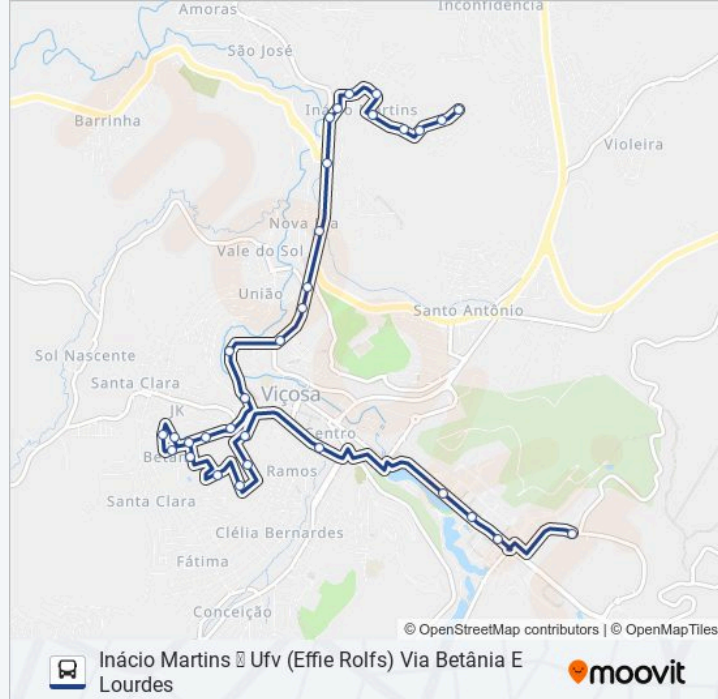 Inconfidência
Amoras
São José
Barrinha
Inácio Martins
Violeira
Nova Era
Vale do Sol
União
Santo Antônio
Sol Nascente
Santa Clara
Viçosa
JK
Centro
Betânia
Ramos
Santa Clara
Clélia Bernardes
Fátima
Conceição
© OpenStreetMap contributors | © OpenMapTiles
Inácio Martins Ufv (Effie Rolfs) Via Betânia E
Lourdes
moovit